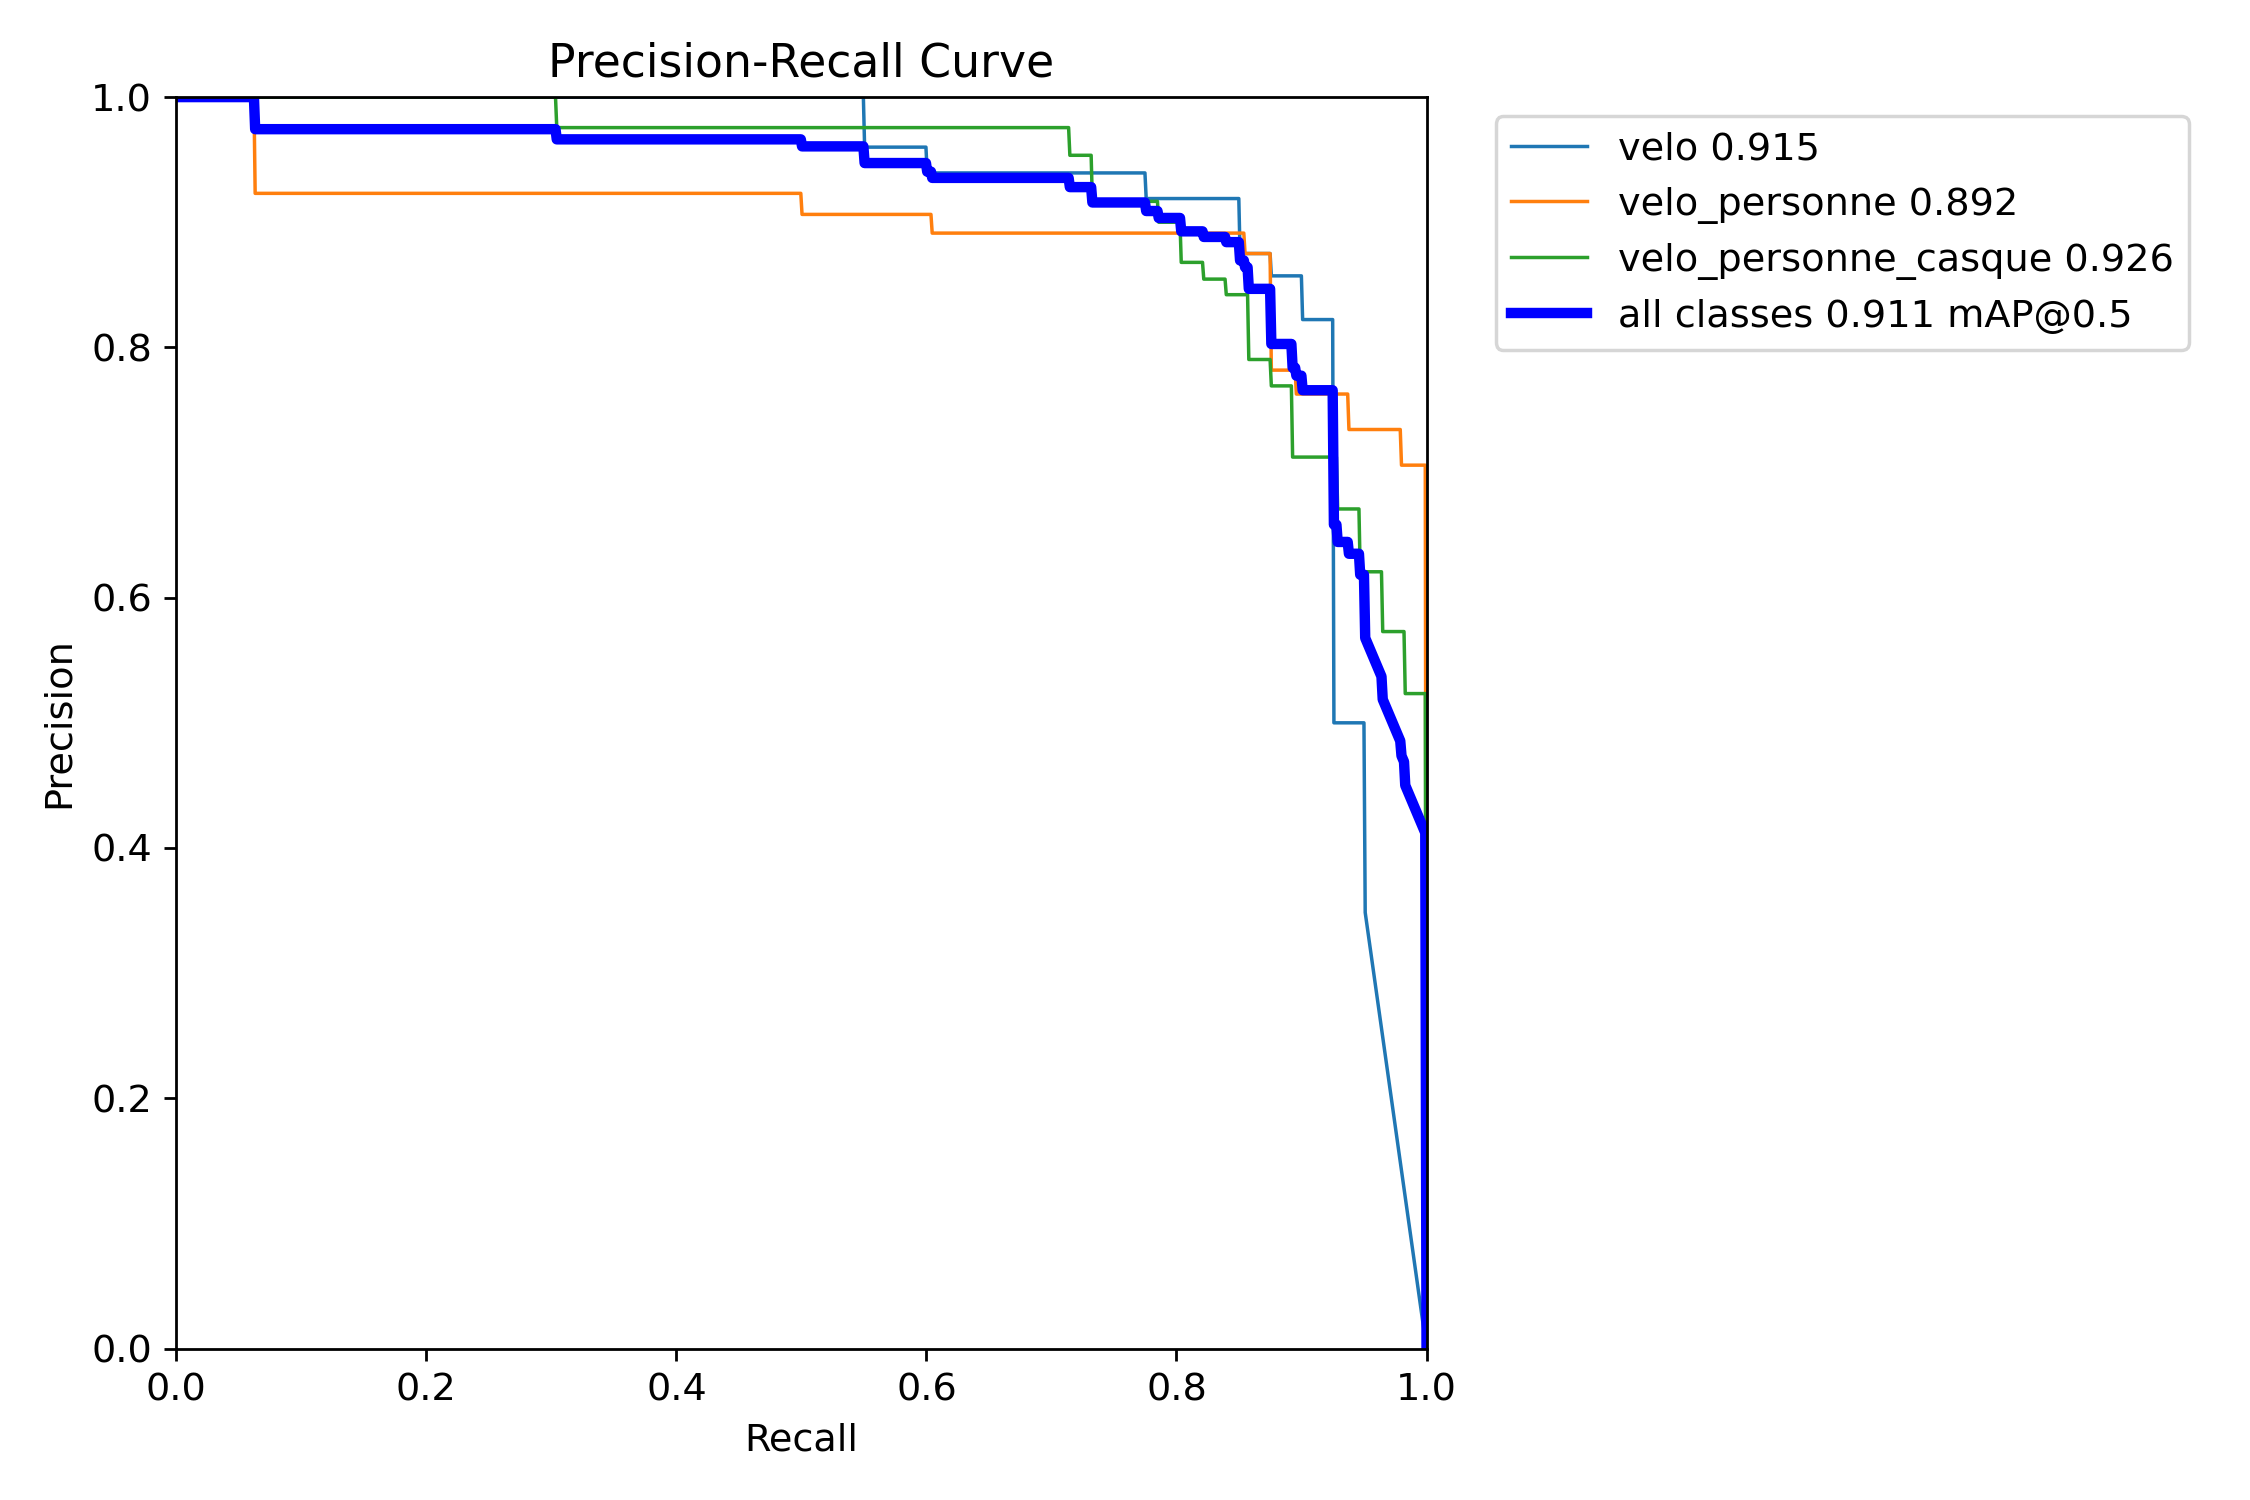 Precision-Recall Curve
1.0
0.8
0.6
0.4
0.2
0.0
Precision
0.0 0.2 0.4 0.6 0.8 1.0
Recall
velo 0.915
velo_personne 0.892
velo_personne_casque 0.926
all classes 0.911 mAP@0.5